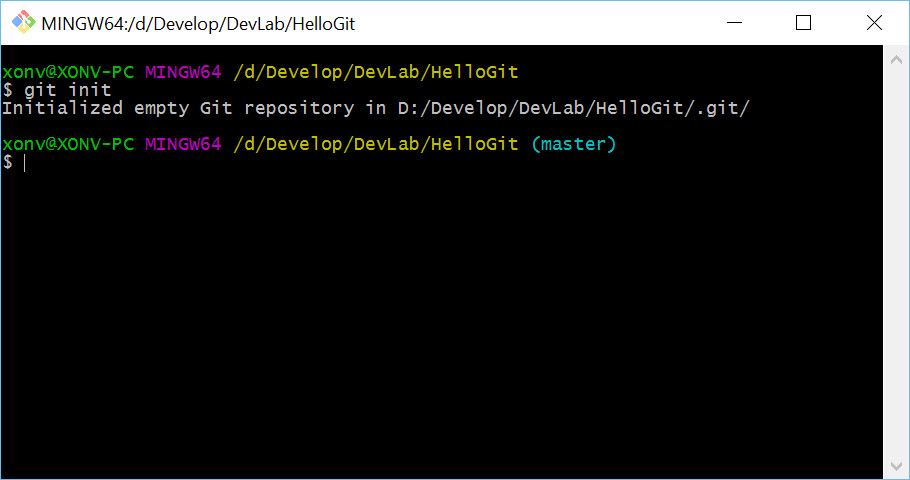 MINGW64:/d/Develop/DevLab/HelloGit
xonv@XONV-PC MINGW64 /d/Develop/DevLab/HelloGit
$ git init
Initialized empty Git repository in D:/Develop/DevLab/HelloGit/.git/
xonv@XONV-PC MINGW64 /d/Develop/DevLab/HelloGit (master)
$